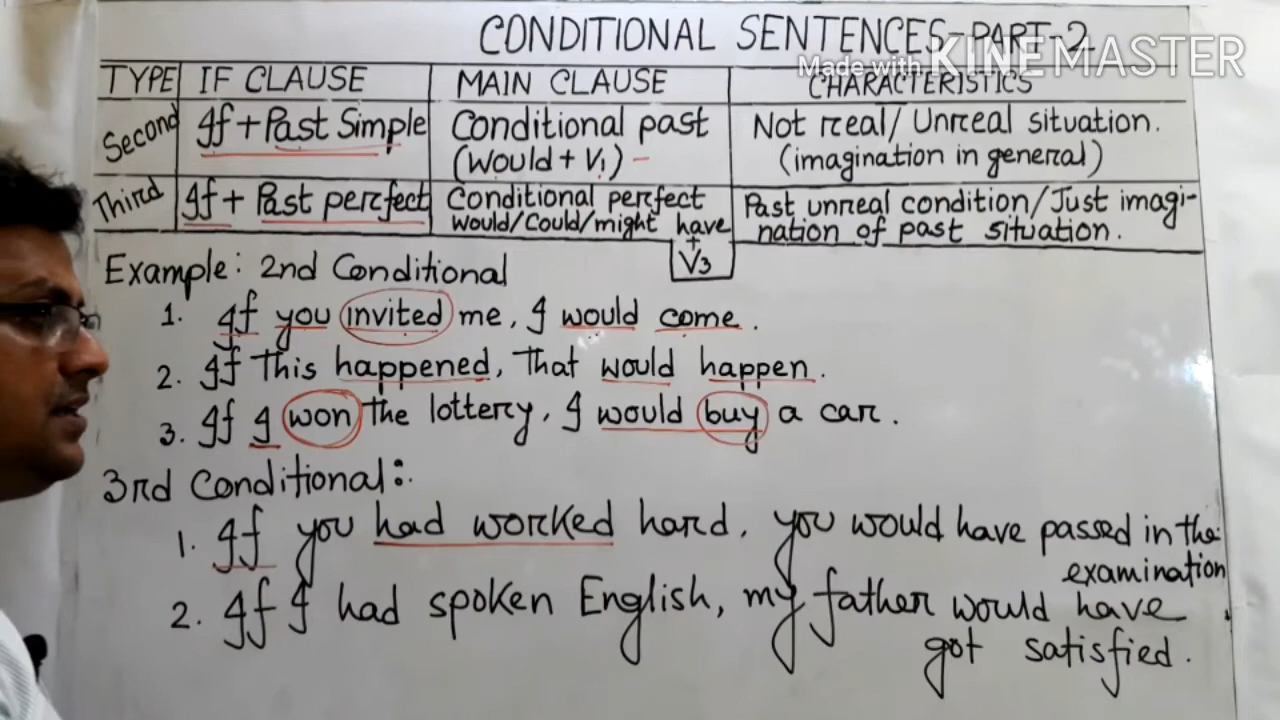 CONDITIONAL SENTENCES-PART-2
Made with KINEMASTER
TYPE IF CLAUSE MAIN CLAUSE CHARACTERISTICS
Second If + Past Simple Conditional past Not real/ Unreal situation.
(would + V1) (imagination in general)
Third If + Past perfect Conditional perfect Past unreal condition/Just imagi-
would/Could/might have nation of past situation.
+
V3
Example: 2nd Conditional
1. If you invited me, I would come.
2. If This happened, That would happen.
3. If I won The lottery, I would buy a car.
3rd Conditional:
1. If you had worked hard, you would have passed in the
examination
2. If I had spoken English, my father would have
got satisfied.